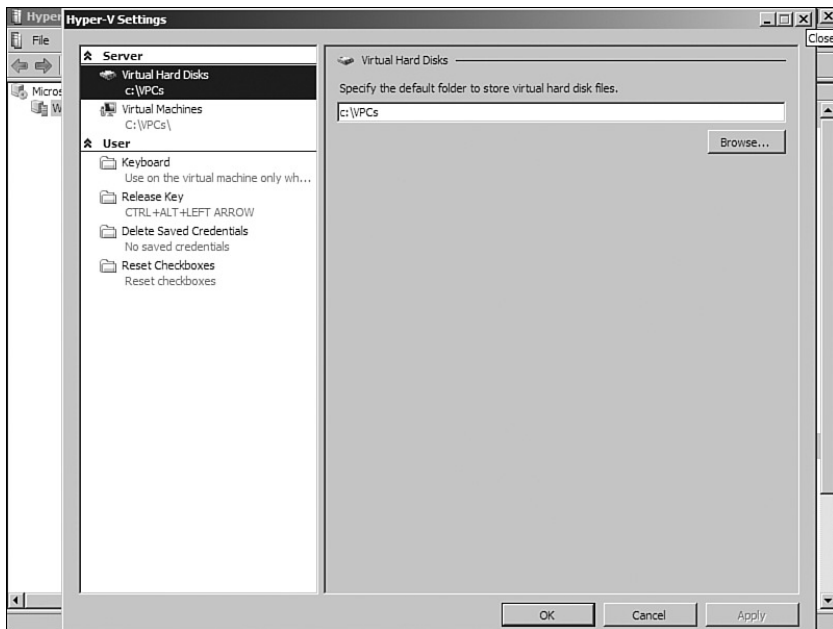 Hyper
Hyper-V Settings
Close
File
Micros
W
Server
Virtual Hard Disks
c:\VPCs
Virtual Machines
C:\VPCs\
User
Keyboard
Use on the virtual machine only wh...
Release Key
CTRL+ALT+LEFT ARROW
Delete Saved Credentials
No saved credentials
Reset Checkboxes
Reset checkboxes
Virtual Hard Disks
Specify the default folder to store virtual hard disk files.
c:\VPCs
Browse...
OK
Cancel
Apply